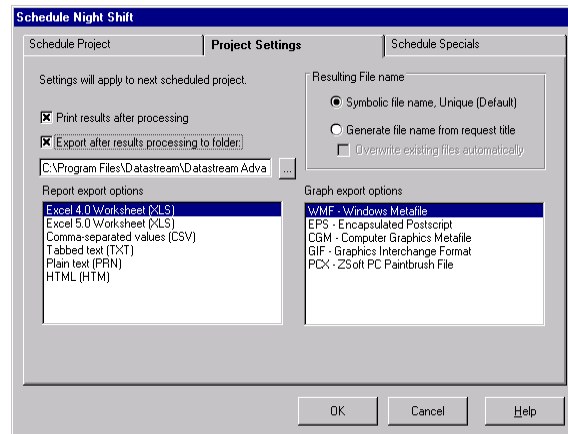 Schedule Night Shift
Schedule Project
Project Settings
Schedule Specials
Settings will apply to next scheduled project.
Print results after processing
Export after results processing to folder:
C:\Program Files\Datastream\Datastream Adva
...
Resulting File name
Symbolic file name, Unique (Default)
Generate file name from request title
Overwrite existing files automatically
Report export options
Excel 4.0 Worksheet (XLS)
Excel 5.0 Worksheet (XLS)
Comma-separated values (CSV)
Tabbed text (TXT)
Plain text (PRN)
HTML (HTM)
Graph export options
WMF - Windows Metafile
EPS - Encapsulated Postscript
CGM - Computer Graphics Metafile
GIF - Graphics Interchange Format
PCX - ZSoft PC Paintbrush File
OK
Cancel
Help